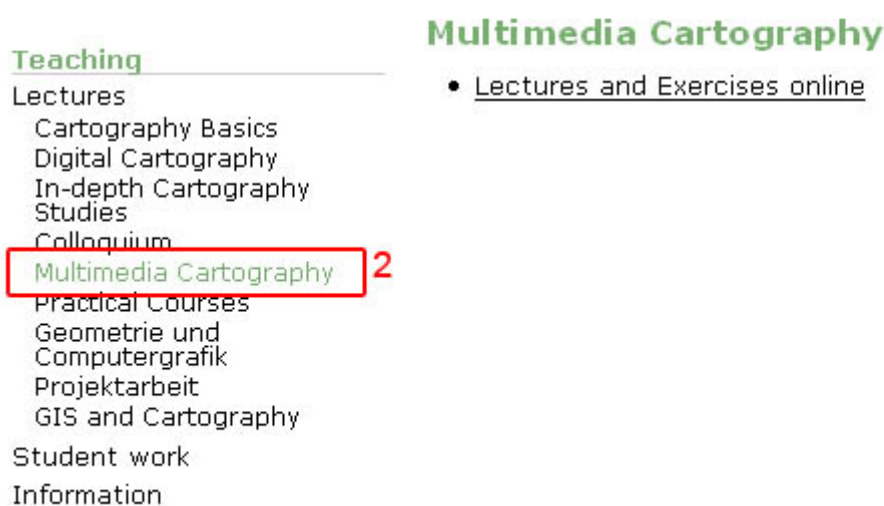 Teaching
Lectures
Cartography Basics
Digital Cartography
In-depth Cartography
Studies
Colloquium
Multimedia Cartography
2
Practical Courses
Geometrie und
Computergrafik
Projektarbeit
GIS and Cartography
Student work
Information
Multimedia Cartography
• Lectures and Exercises online